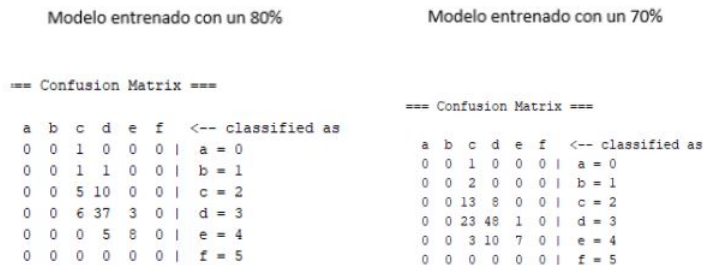 Modelo entrenado con un 80%
=== Confusion Matrix ===
a b c d e f <-- classified as
0 0 1 0 0 0 | a = 0
0 0 1 1 0 0 | b = 1
0 0 5 10 0 0 | c = 2
0 0 6 37 3 0 | d = 3
0 0 0 5 8 0 | e = 4
0 0 0 0 0 0 | f = 5
Modelo entrenado con un 70%
=== Confusion Matrix ===
a b c d e f <-- classified as
0 0 1 0 0 0 | a = 0
0 0 2 0 0 0 | b = 1
0 0 13 8 0 0 | c = 2
0 0 23 48 1 0 | d = 3
0 0 3 10 7 0 | e = 4
0 0 0 0 0 0 | f = 5